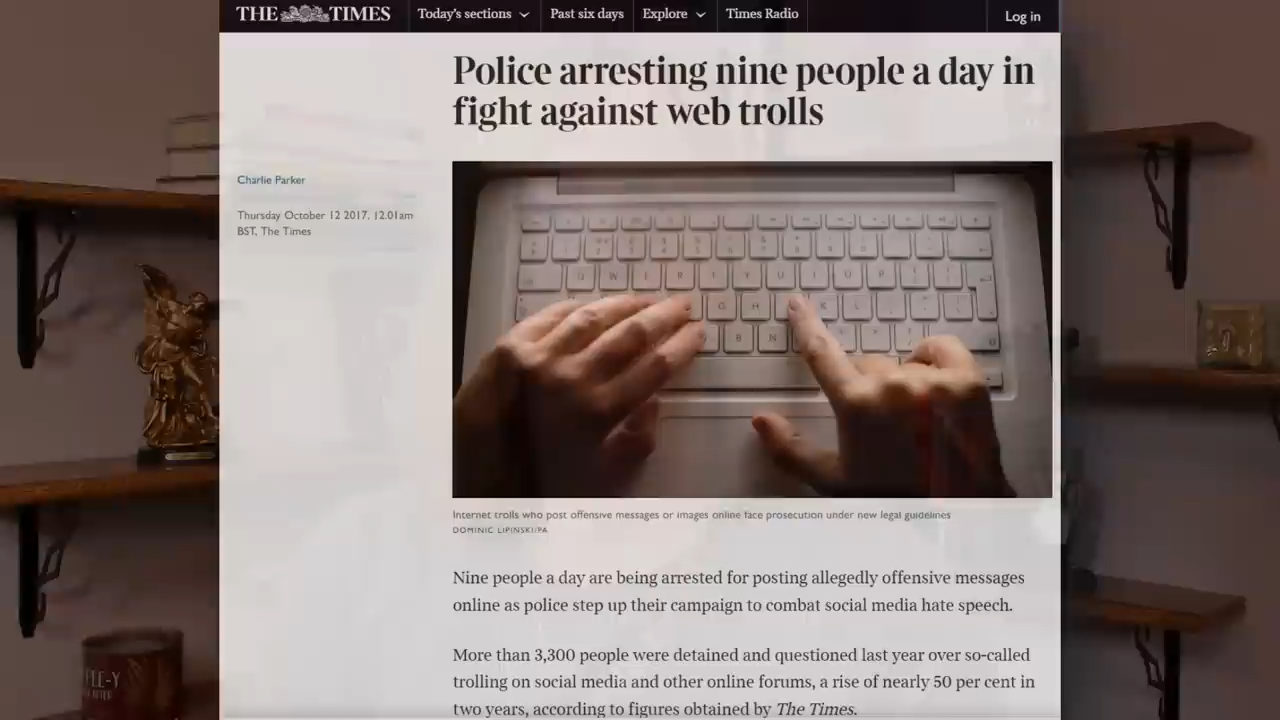 THE TIMES
Today's sections
Past six days
Explore
Times Radio
Log in
Police arresting nine people a day in
fight against web trolls
Charlie Parker
Thursday October 12 2017, 12.01am
BST, The Times
Internet trolls who post offensive messages or images online face prosecution under new legal guidelines
DOMINIC LIPINSKI/PA
Nine people a day are being arrested for posting allegedly offensive messages
online as police step up their campaign to combat social media hate speech.
More than 3,300 people were detained and questioned last year over so-called
trolling on social media and other online forums, a rise of nearly 50 per cent in
two years, according to figures obtained by The Times.